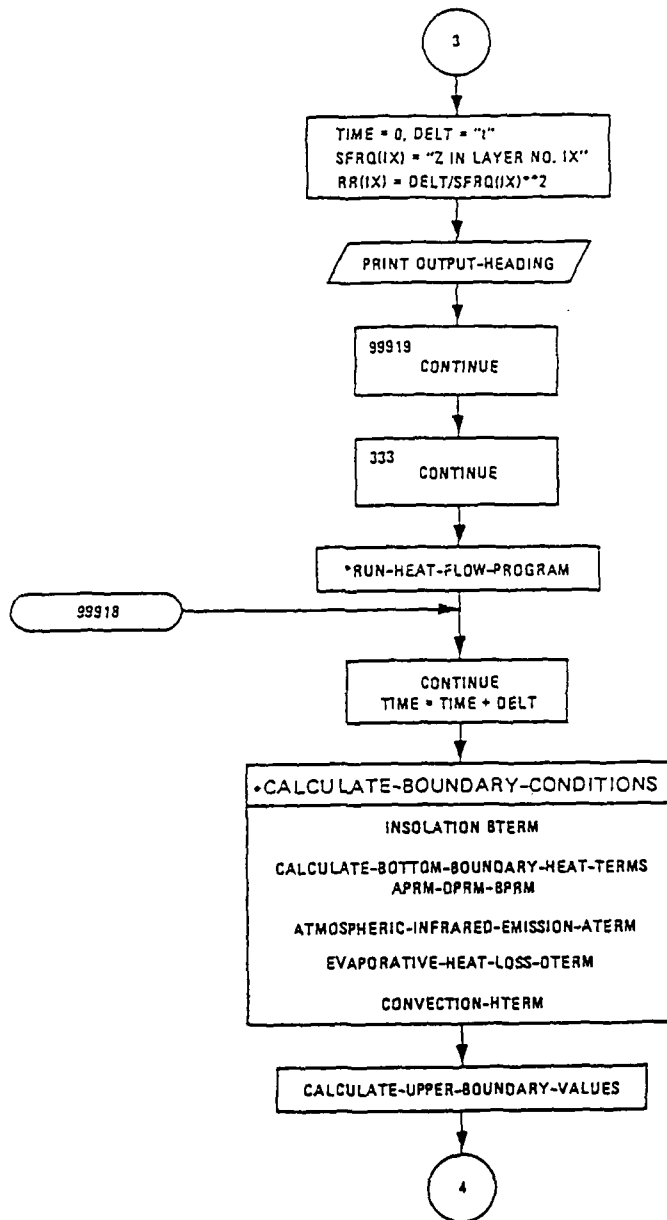 3
TIME = 0, DELT = "t"
SFRQ(IX) = "Z IN LAYER NO. IX"
RR(IX) = DELT/SFRQ(IX)**2
PRINT OUTPUT-HEADING
99919
CONTINUE
333
CONTINUE
*RUN-HEAT-FLOW-PROGRAM
99918
CONTINUE
TIME = TIME + DELT
*CALCULATE-BOUNDARY-CONDITIONS
INSOLATION BTERM
CALCULATE-BOTTOM-BOUNDARY-HEAT-TERMS
APRM-DPRM-BPRM
ATMOSPHERIC-INFRARED-EMISSION-ATERM
EVAPORATIVE-HEAT-LOSS-DTERM
CONVECTION-HTERM
CALCULATE-UPPER-BOUNDARY-VALUES
4